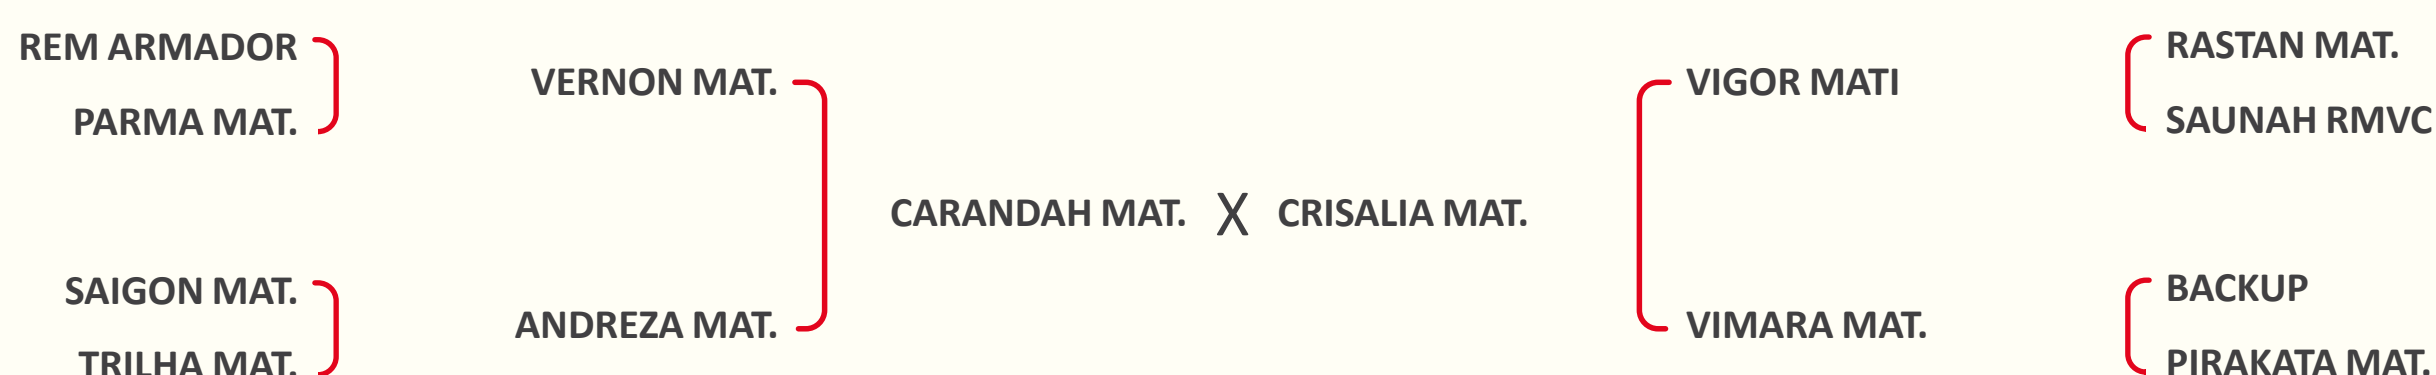 REM ARMADOR
PARMA MAT.
VERNON MAT.
SAIGON MAT.
TRILHA MAT.
ANDREZA MAT.
CARANDAH MAT. X CRISALIA MAT.
VIGOR MATI
RASTAN MAT.
SAUNAH RMVC
VIMARA MAT.
BACKUP
PIRAKATA MAT.